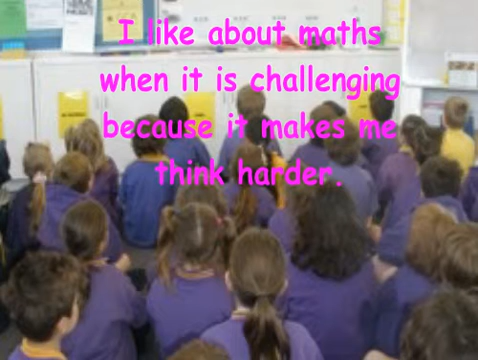 I like about maths
when it is challenging
because it makes me
think harder.